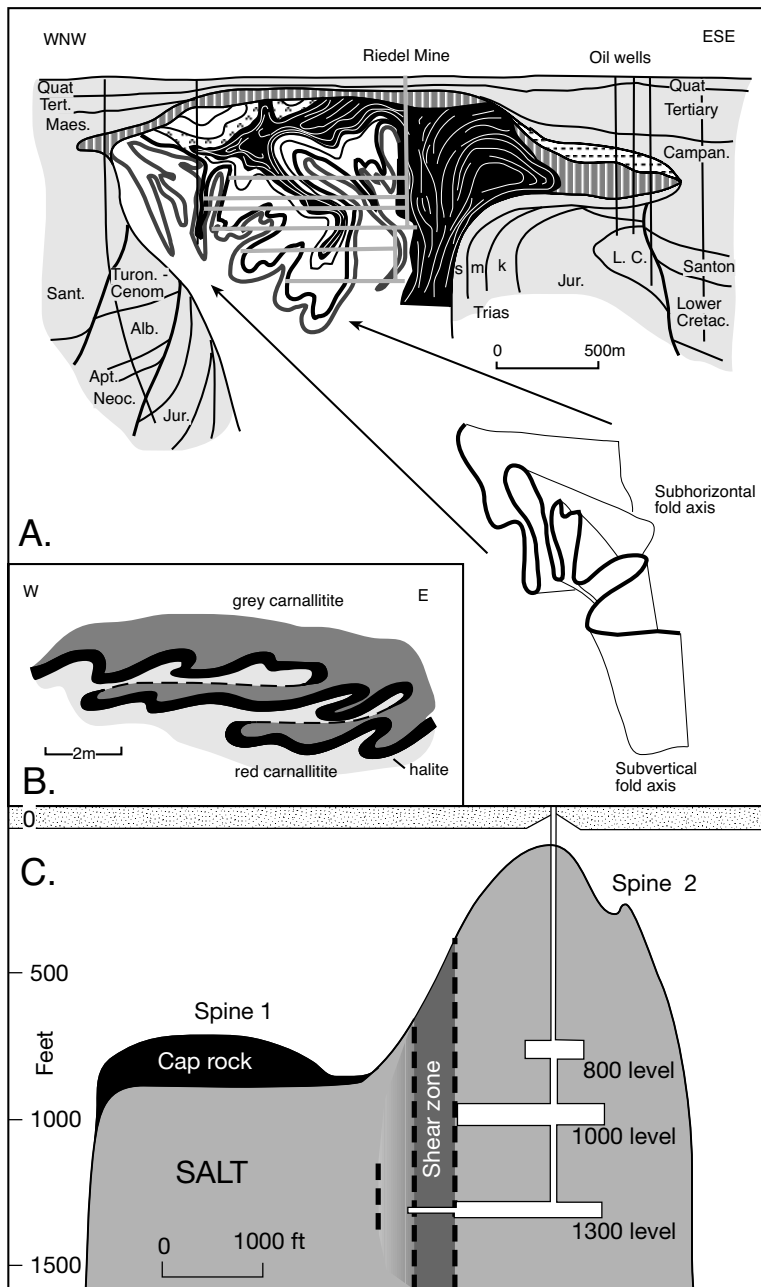 WNW
ESE
Riedel Mine
Oil wells
Quat
Quat
Tert.
Tertiary
Maes.
Campan.
s m k
L. C.
Santon
Turon. -
Cenom.
Sant.
Jur.
Trias
Lower
Cretac.
Alb.
0 500m
Apt.
Neoc.
Jur.
Subhorizontal
fold axis
A.
W
E
grey carnallitite
2m
red carnallitite
halite
B.
Subvertical
fold axis
0
C.
Spine 2
500
Spine 1
Feet
Cap rock
800 level
1000
1000 level
Shear zone
SALT
1300 level
0 1000 ft
1500